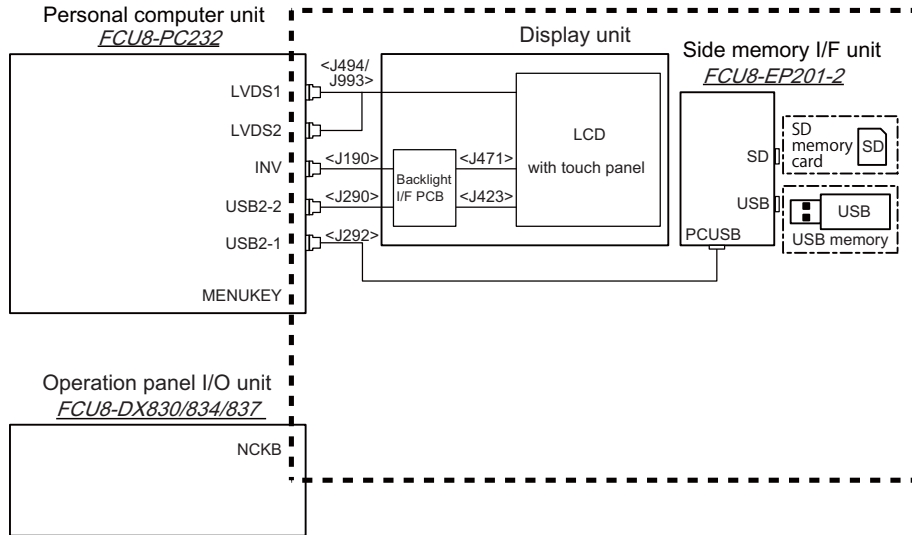 Personal computer unit
FCU8-PC232
LVDS1
LVDS2
INV
USB2-2
USB2-1
MENUKEY
<J494/
J993>
<J190>
<J290>
<J292>
Display unit
Backlight
I/F PCB
<J471>
<J423>
LCD
with touch panel
Side memory I/F unit
FCU8-EP201-2
SD
USB
PCUSB
SD
memory
card
SD
USB
USB memory
Operation panel I/O unit
FCU8-DX830/834/837
NCKB